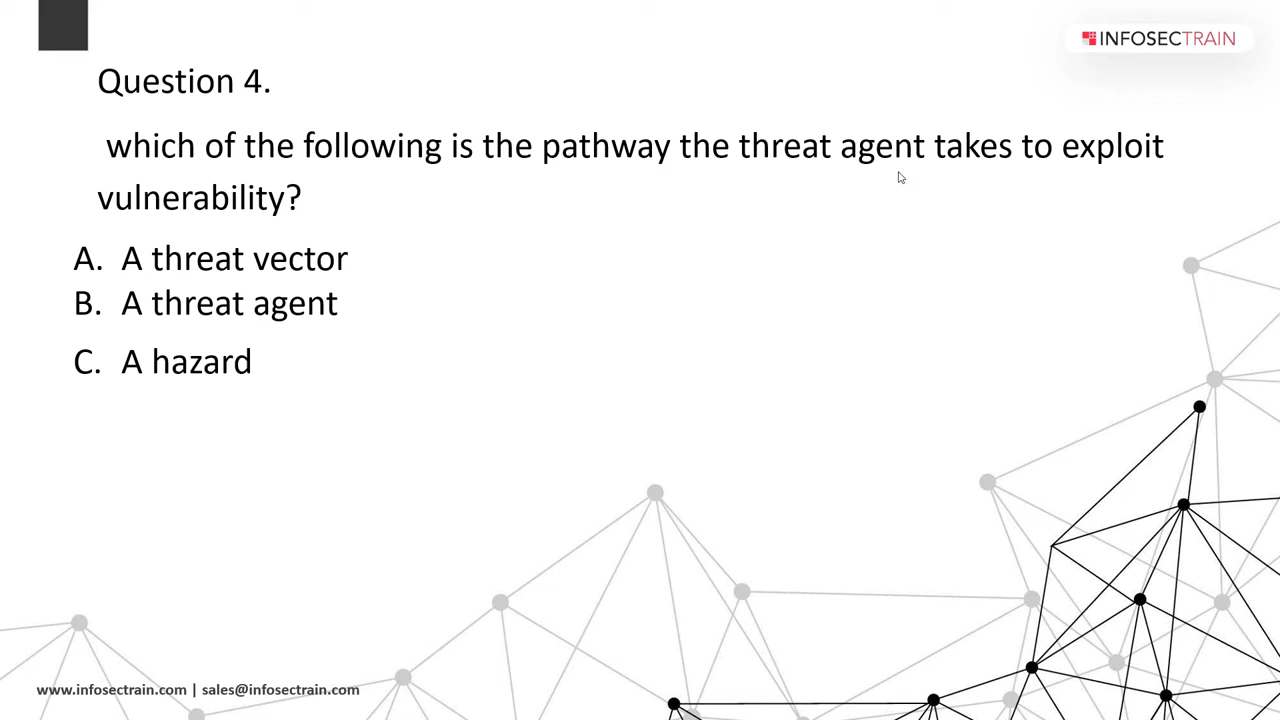 INFOSECTRAIN
Question 4.
which of the following is the pathway the threat agent takes to exploit
vulnerability?
A. A threat vector
B. A threat agent
C. A hazard
www.infosectrain.com | sales@infosectrain.com